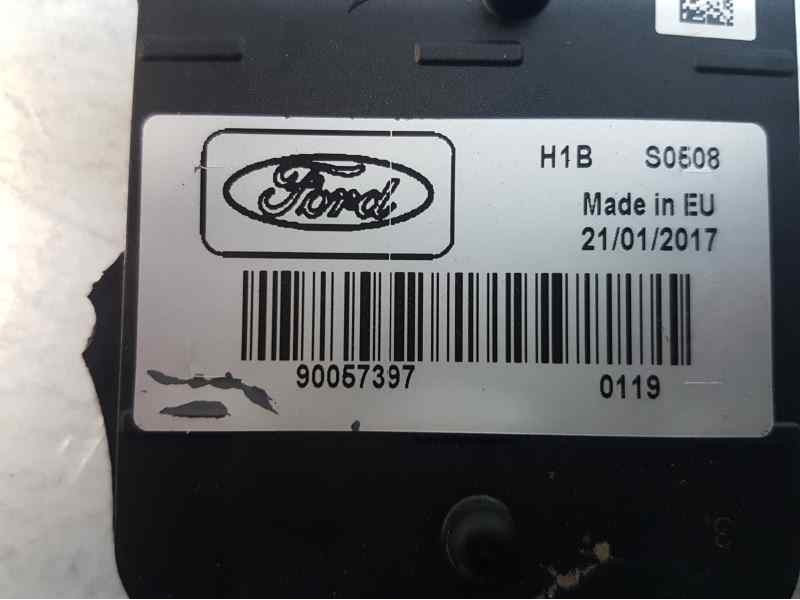 Ford
H1B S0508
Made in EU
21/01/2017
90057397 0119